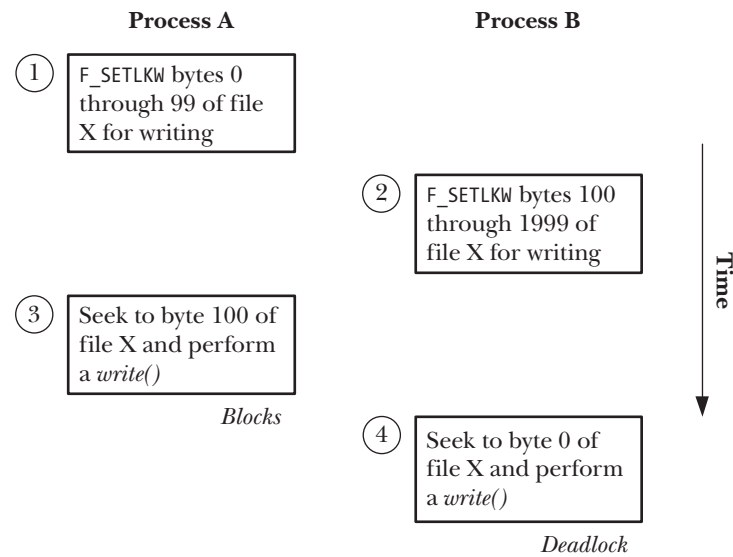 Process A
Process B
1
F_SETLKW bytes 0
through 99 of file
X for writing
2
F_SETLKW bytes 100
through 1999 of
file X for writing
Time
3
Seek to byte 100 of
file X and perform
a write()
Blocks
4
Seek to byte 0 of
file X and perform
a write()
Deadlock